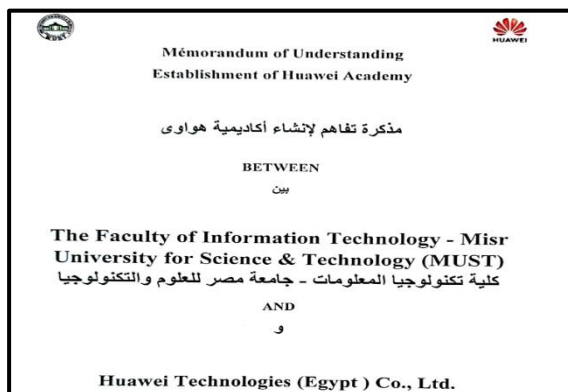 MUST
HUAWEI
Mémorandum of Understanding
Establishment of Huawei Academy
مذكرة تفاهم لإنشاء أكاديمية هواوى
BETWEEN
بين
The Faculty of Information Technology - Misr
University for Science & Technology (MUST)
كلية تكنولوجيا المعلومات - جامعة مصر للعلوم والتكنولوجيا
AND
و
Huawei Technologies (Egypt ) Co., Ltd.